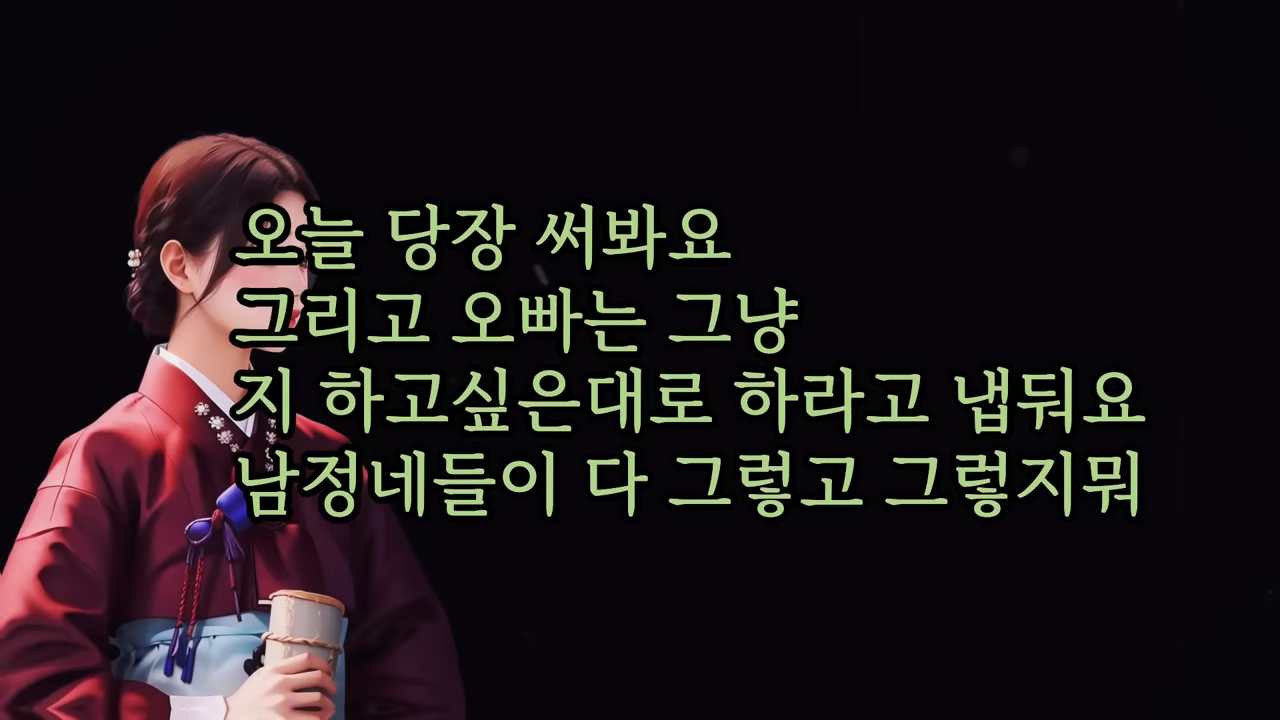 오늘 당장 써봐요
그리고 오빠는 그냥
지 하고싶은대로 하라고 냅둬요
남정네들이 다 그렇고 그렇지뭐